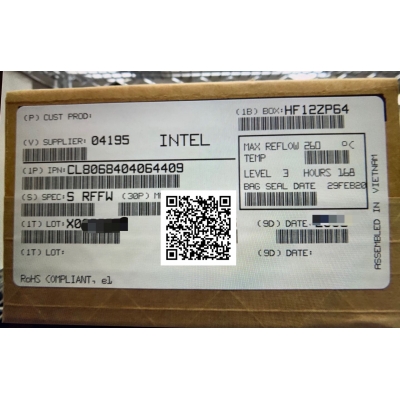 (P) CUST PROD:
(1B) BOX:HF12ZP64
(V) SUPPLIER: 04195 INTEL
(1P) IPN:CL8068404064409
MAX REFLOW 260 °C
TEMP
LEVEL 3 HOURS 168
BAG SEAL DATE 29FEB20
(S) SPEC:S RFFW (30P) M
(1T) LOT:
(9D) DATE:
(1T) LOT:
(9D) DATE:
RoHS COMPLIANT, e1
ASSEMBLED IN VIETNAM